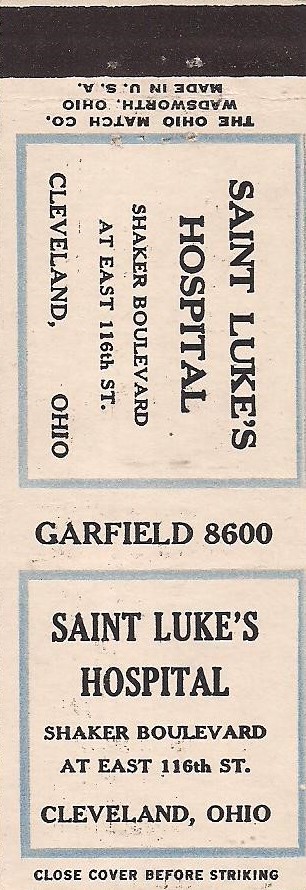 THE OHIO MATCH CO.
WADSWORTH, OHIO
MADE IN U. S. A.
SAINT LUKE'S
HOSPITAL
SHAKER BOULEVARD
AT EAST 116th ST.
CLEVELAND, OHIO
GARFIELD 8600
SAINT LUKE'S
HOSPITAL
SHAKER BOULEVARD
AT EAST 116th ST.
CLEVELAND, OHIO
CLOSE COVER BEFORE STRIKING